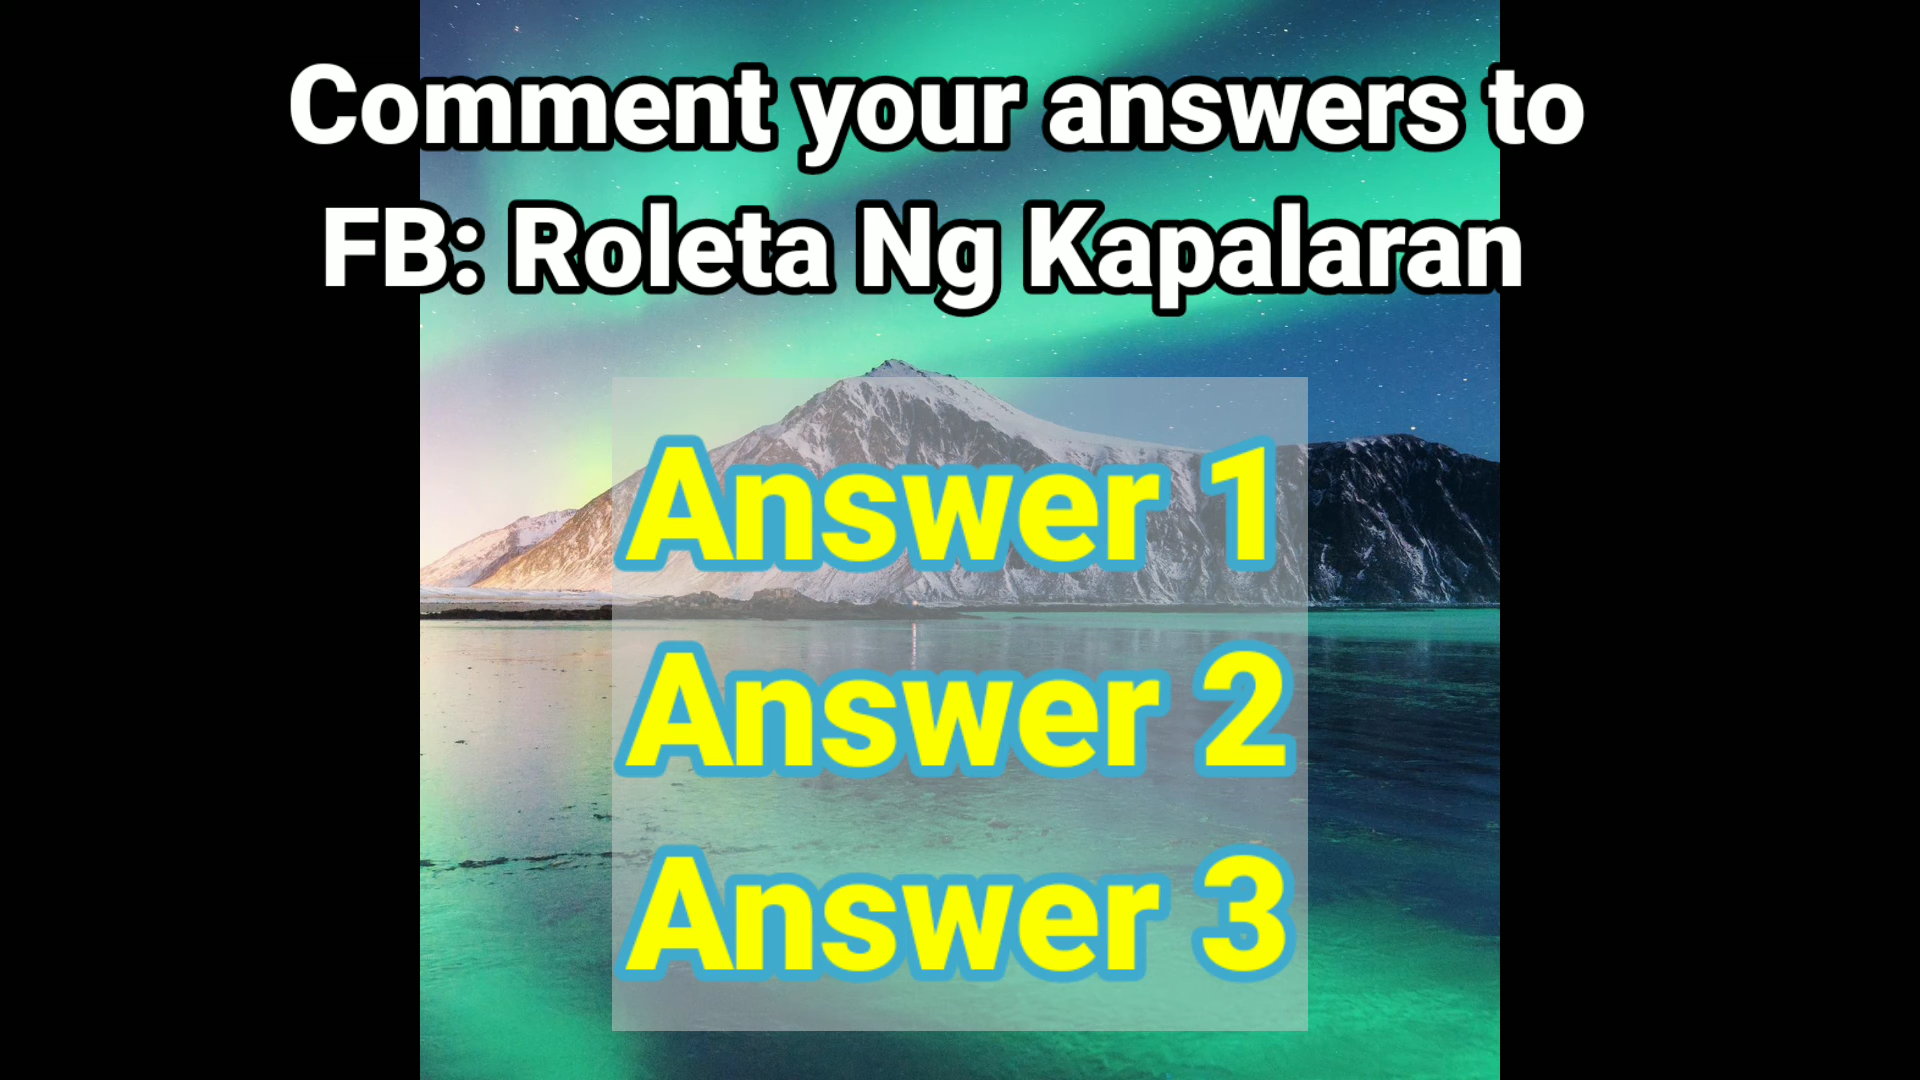 Comment your answers to
FB: Roleta Ng Kapalaran
Answer 1
Answer 2
Answer 3